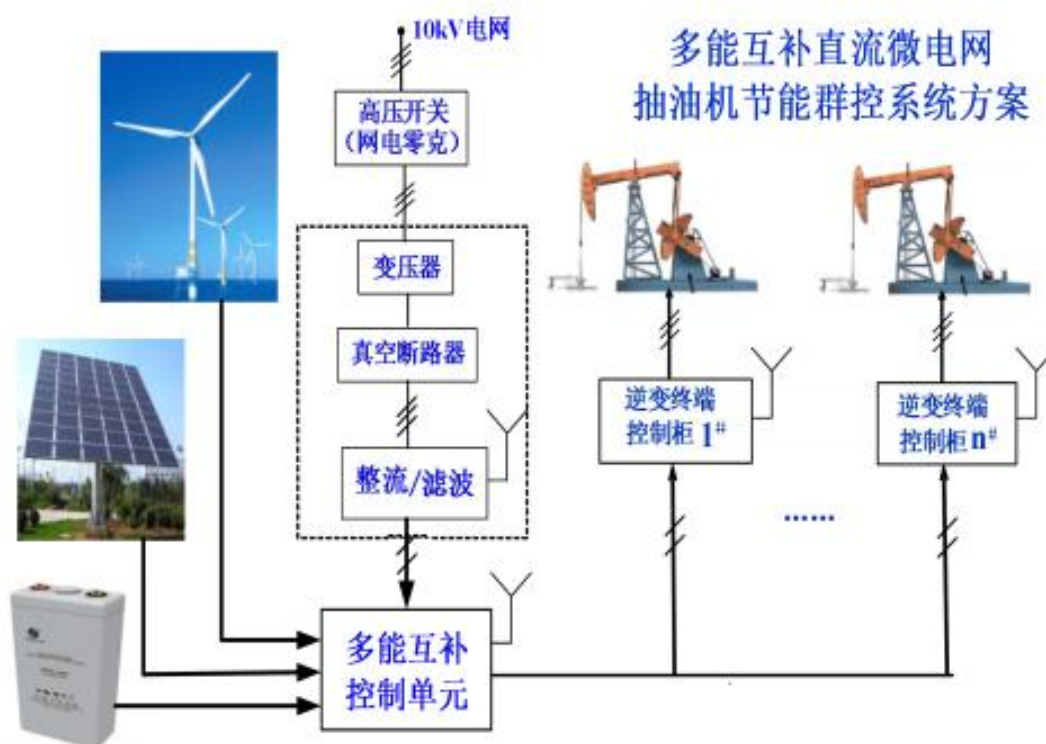 10kV电网
多能互补直流微电网
抽油机节能群控系统方案
高压开关
（网电零克）
变压器
真空断路器
整流/滤波
逆变终端
控制柜1#
逆变终端
控制柜n#
……
多能互补
控制单元